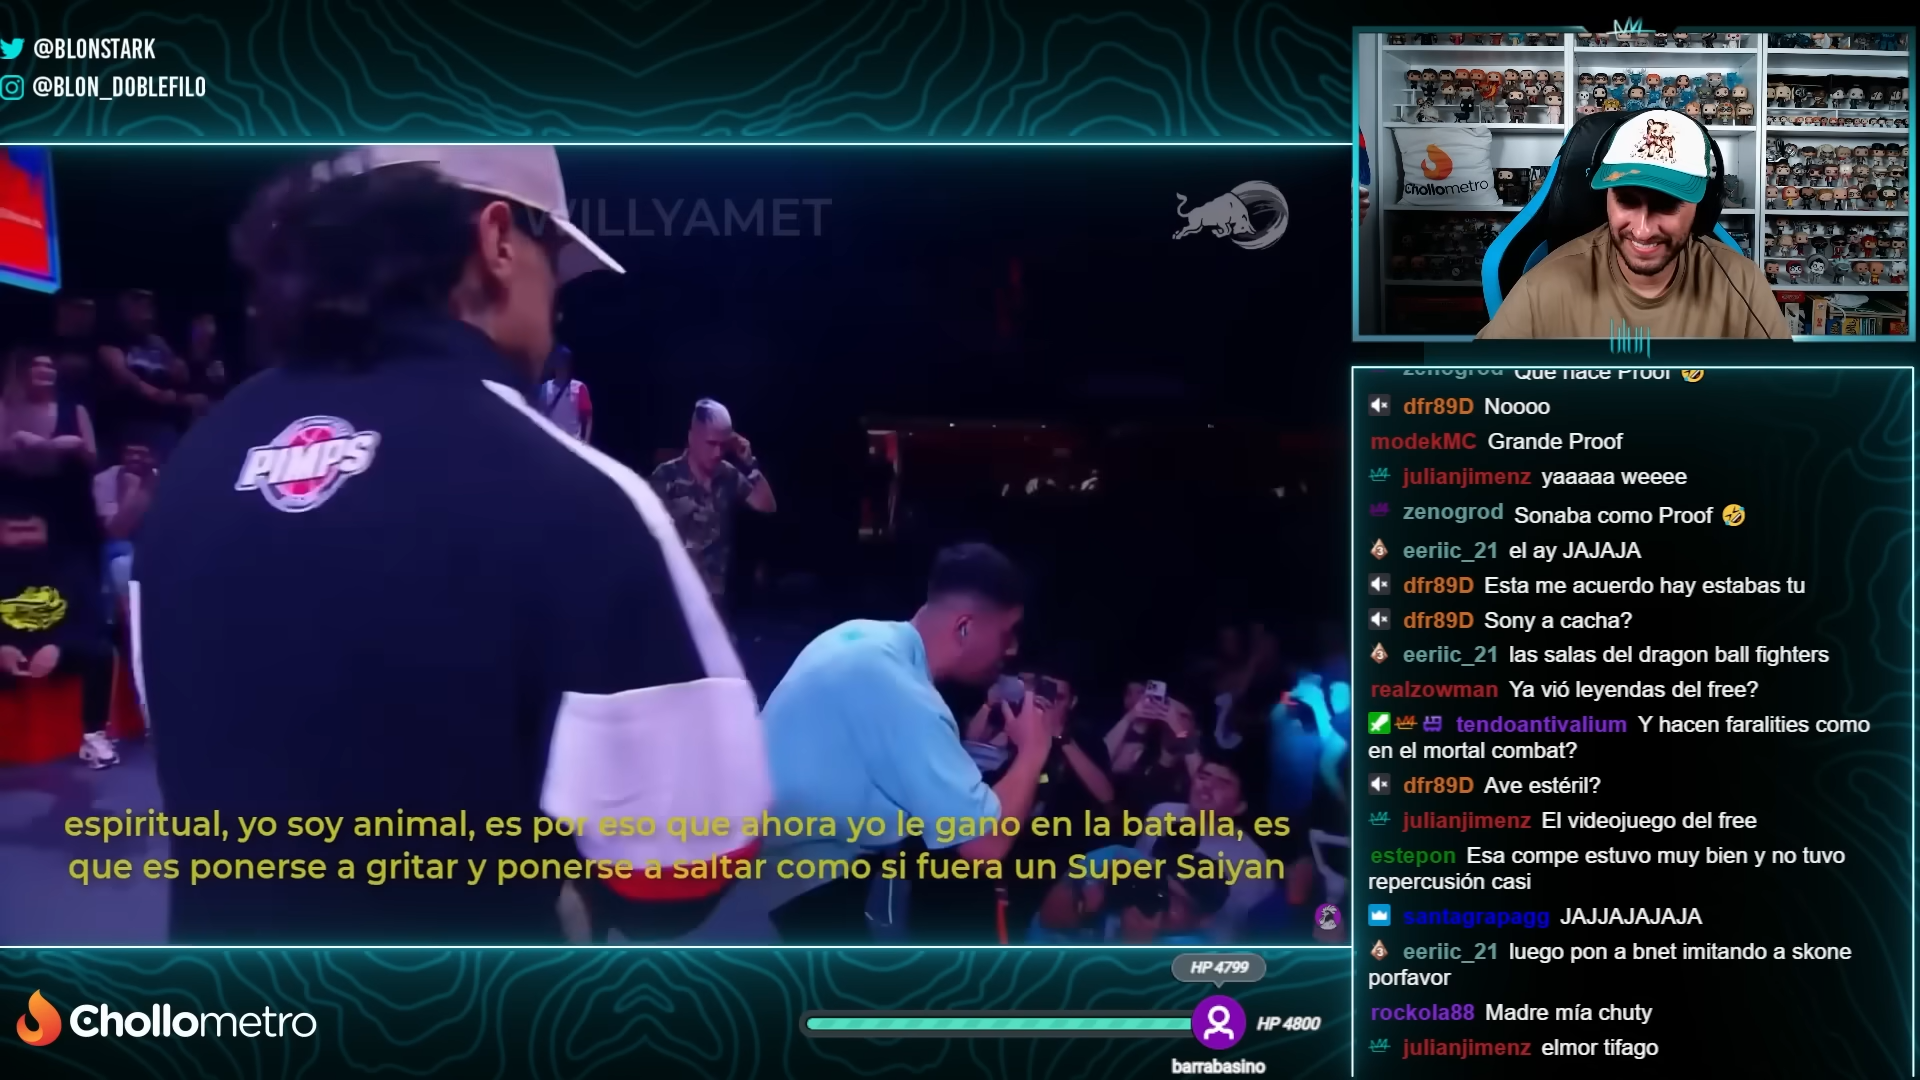 @BLONSTARK
@BLON_DOBLEFILO
WILLYAMET
PIMPS
espiritual, yo soy animal, es por eso que ahora yo le gano en la batalla, es
que es ponerse a gritar y ponerse a saltar como si fuera un Super Saiyan
Chollometro
HP 4799
HP 4800
barrabasino
Chollometro
zenogrod Que hace Proof 🤣
dfr89D Noooo
modekMC Grande Proof
julianjimenz yaaaaa weeee
zenogrod Sonaba como Proof 🤣
eeriic_21 el ay JAJAJA
dfr89D Esta me acuerdo hay estabas tu
dfr89D Sony a cacha?
eeriic_21 las salas del dragon ball fighters
realzowman Ya vió leyendas del free?
tendoantivalium Y hacen faralities como
en el mortal combat?
dfr89D Ave estéril?
julianjimenz El videojuego del free
estepon Esa compe estuvo muy bien y no tuvo
repercusión casi
santagrapagg JAJJAJAJAJA
eeriic_21 luego pon a bnet imitando a skone
porfavor
rockola88 Madre mía chuty
julianjimenz elmor tifago